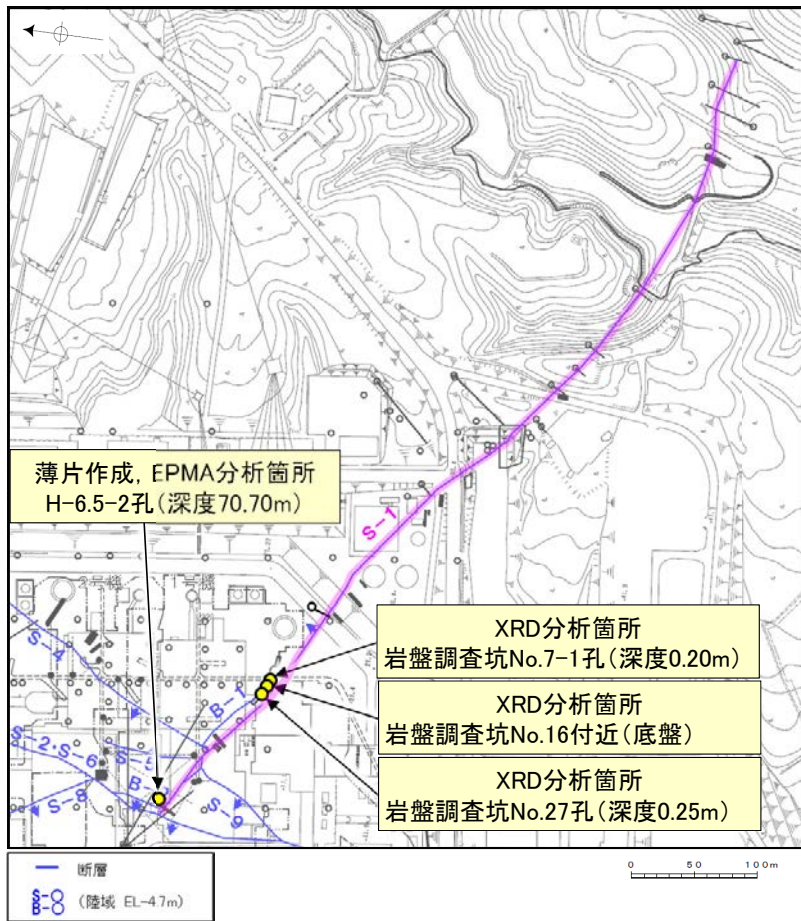 薄片作成, EPMA分析箇所
H-6.5-2孔(深度70.70m)
S-1
2号機
1号機
S-4
B-1
S-2・S-6
S-5
S-8
S-9
XRD分析箇所
岩盤調査坑No.7-1孔(深度0.20m)
XRD分析箇所
岩盤調査坑No.16付近(底盤)
XRD分析箇所
岩盤調査坑No.27孔(深度0.25m)
断層
S-○
B-○ (陸域 EL-4.7m)
0 50 100m